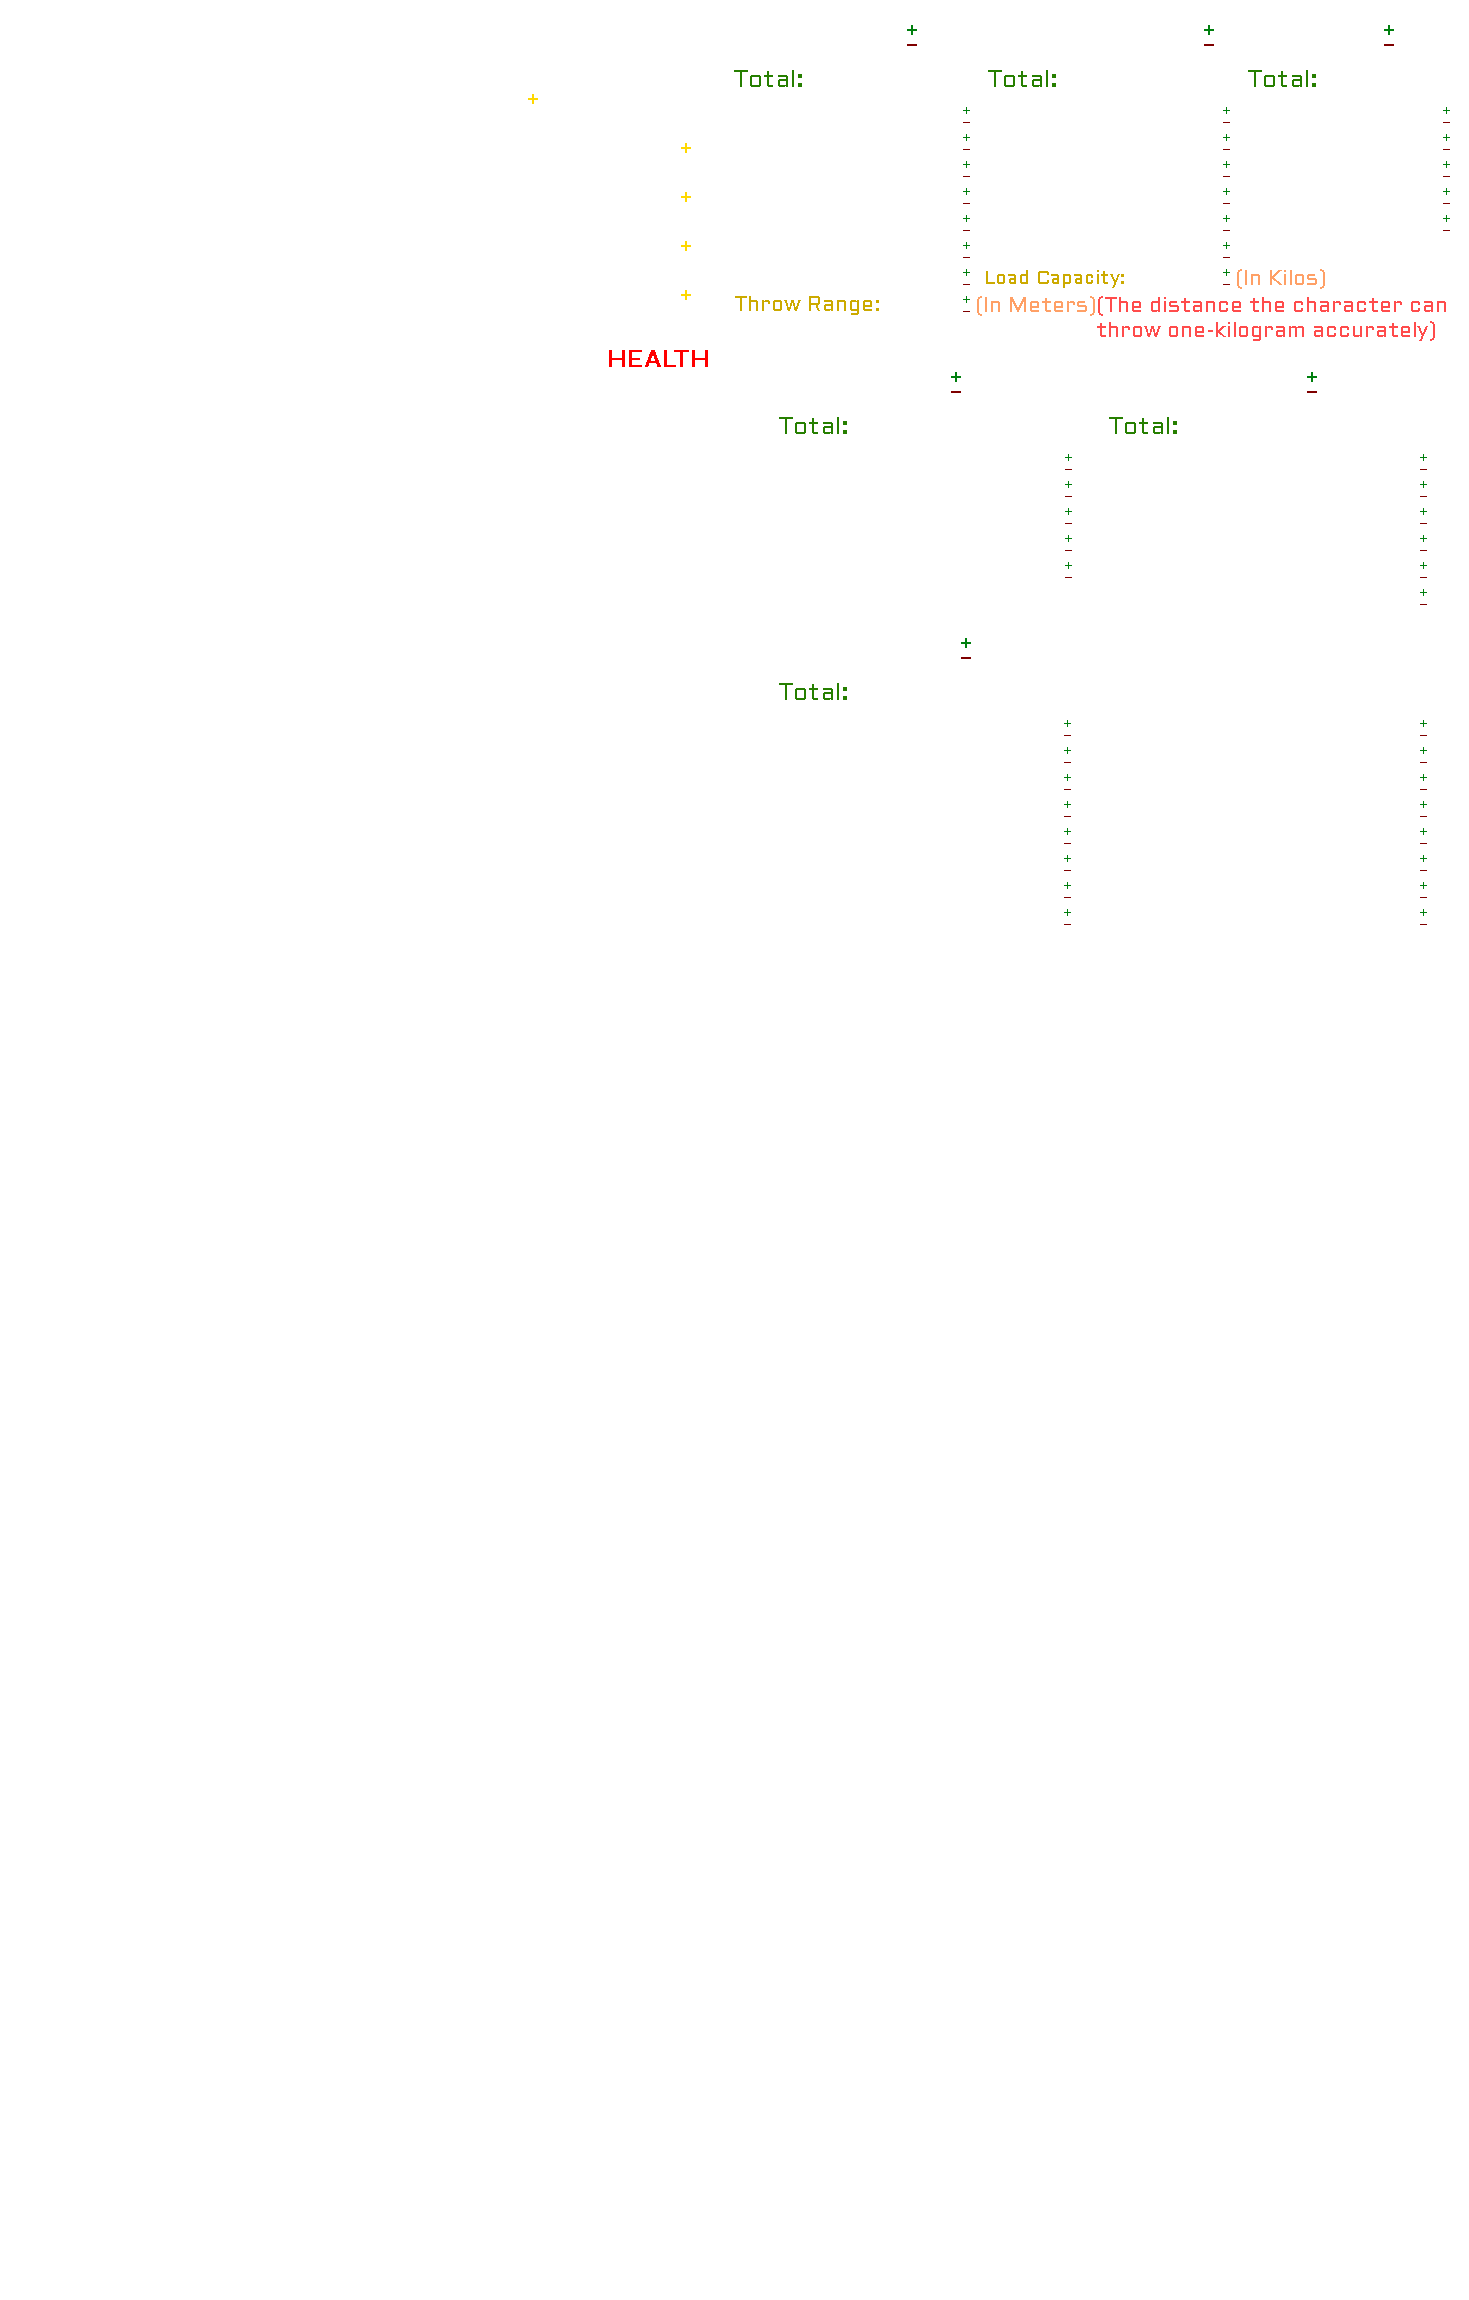 + + +
− − −
Total: Total: Total:
+
+ + +
− − −
+ + +
− − −
+
+ + +
− − −
+ + +
− − −
+
+ + +
− − −
+
+ +
− −
Load Capacity: + (In Kilos)
− −
+
Throw Range: + (In Meters)(The distance the character can
− throw one-kilogram accurately)
HEALTH
+ +
− −
Total: Total:
+ +
− −
+ +
− −
+ +
− −
+ +
− −
+ +
− −
+
−
+
−
Total:
+ +
− −
+ +
− −
+ +
− −
+ +
− −
+ +
− −
+ +
− −
+ +
− −
+ +
− −